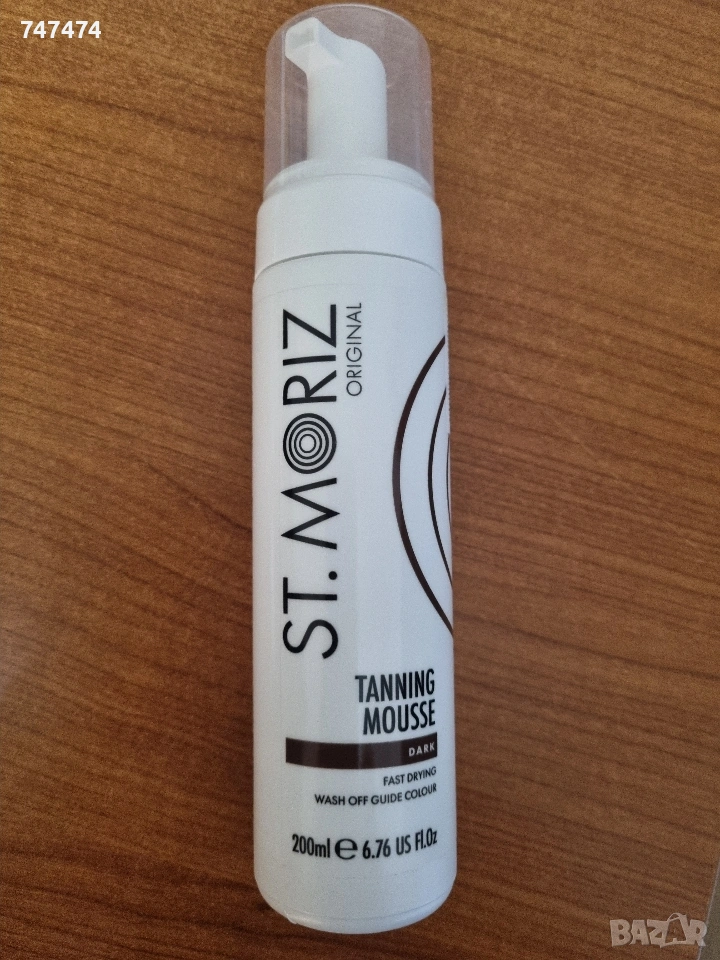 747474
ST. MORIZ
ORIGINAL
TANNING
MOUSSE
DARK
FAST DRYING
WASH OFF GUIDE COLOUR
200ml e 6.76 US Fl.Oz
BAZAR